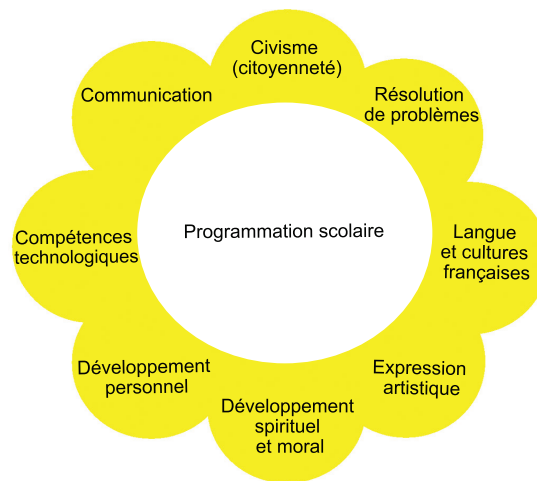 Civisme
(citoyenneté)
Résolution
de problèmes
Langue
et cultures
françaises
Expression
artistique
Développement
spirituel
et moral
Développement
personnel
Compétences
technologiques
Communication
Programmation scolaire